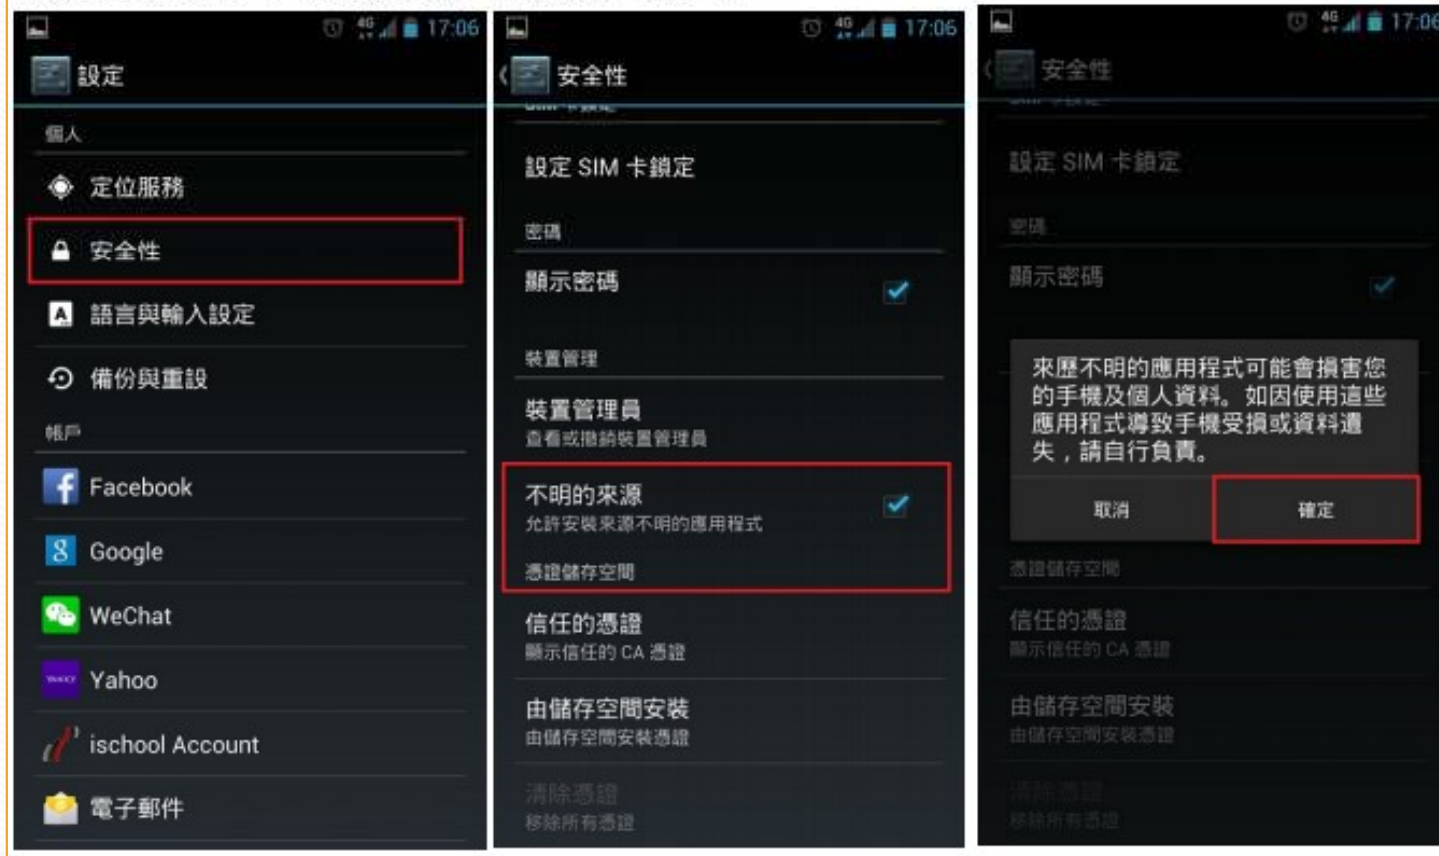 4G 17:06
設定
個人
定位服務
安全性
語言與輸入設定
備份與重設
帳戶
Facebook
Google
WeChat
Yahoo
ischool Account
電子郵件
4G 17:06
安全性
設定 SIM 卡鎖定
密碼
顯示密碼
裝置管理
裝置管理員
查看或撤銷裝置管理員
不明的來源
允許安裝來源不明的應用程式
憑證儲存空間
信任的憑證
顯示信任的 CA 憑證
由儲存空間安裝
由儲存空間安裝憑證
清除憑證
移除所有憑證
4G 17:06
安全性
設定 SIM 卡鎖定
密碼
顯示密碼
來歷不明的應用程式可能會損害您
的手機及個人資料。如因使用這些
應用程式導致手機受損或資料遺
失，請自行負責。
取消
確定
憑證儲存空間
信任的憑證
顯示信任的 CA 憑證
由儲存空間安裝
由儲存空間安裝憑證
清除憑證
移除所有憑證